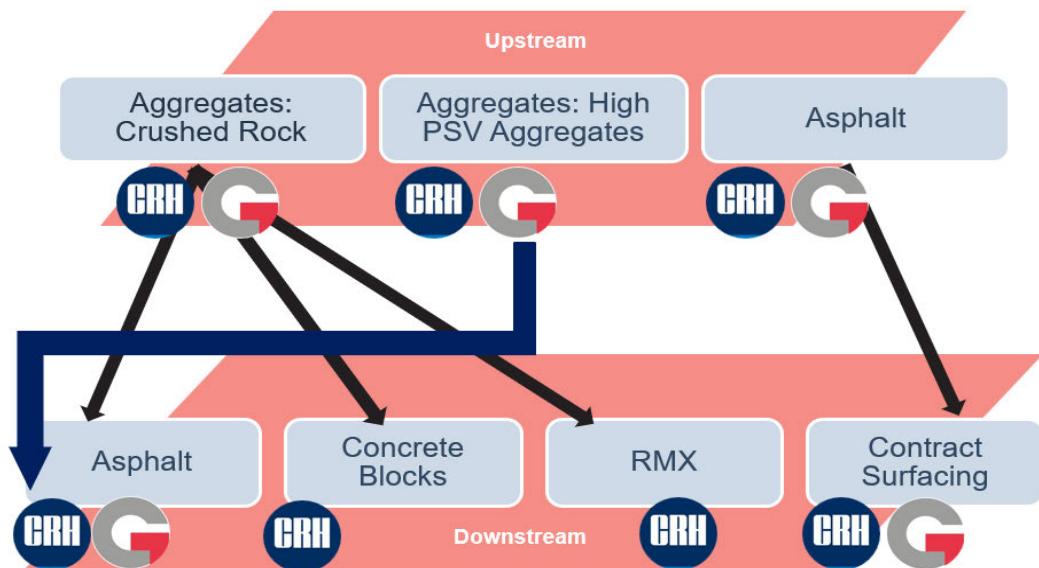 Upstream
Aggregates:
Crushed Rock
Aggregates: High
PSV Aggregates
Asphalt
CRH
CRH
CRH
Asphalt
Concrete
Blocks
RMX
Contract
Surfacing
CRH
CRH
CRH
CRH
Downstream